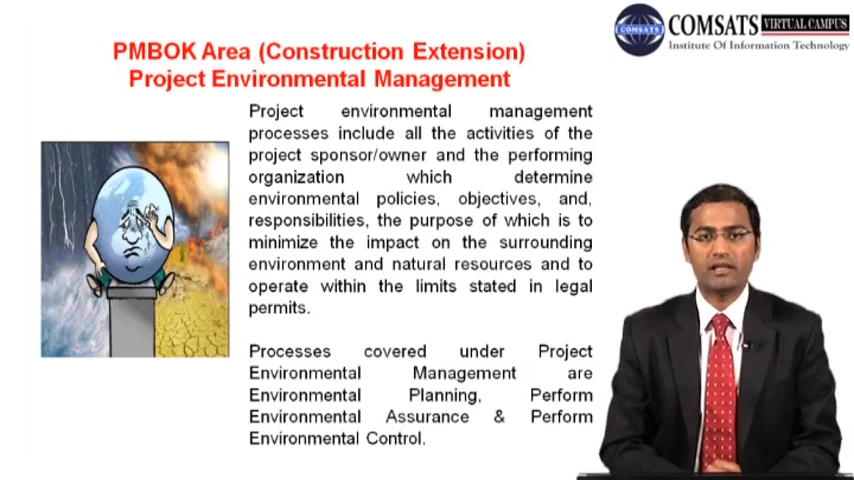 PMBOK Area (Construction Extension)
Project Environmental Management
Project environmental management
processes include all the activities of the
project sponsor/owner and the performing
organization which determine
environmental policies, objectives, and,
responsibilities, the purpose of which is to
minimize the impact on the surrounding
environment and natural resources and to
operate within the limits stated in legal
permits.
Processes covered under Project
Environmental Management are
Environmental Planning, Perform
Environmental Assurance & Perform
Environmental Control.
COMSATS
COMSATS VIRTUAL CAMPUS
Institute Of Information Technology